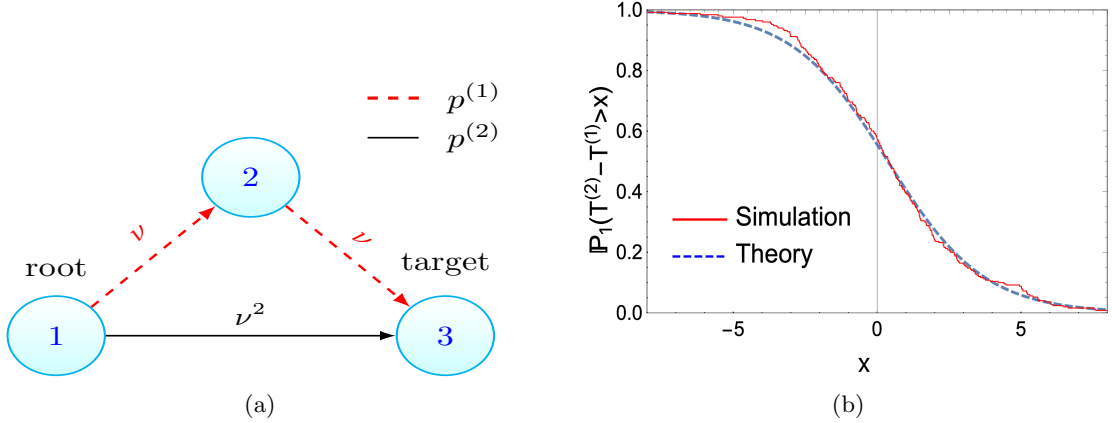 p^(1)
p^(2)
2
ν
ν
root
target
1
ν^2
3
(a)
ℙ₁(T^(2)−T^(1)>x)
1.0
0.8
0.6
0.4
0.2
0.0
Simulation
Theory
−5
0
5
x
(b)